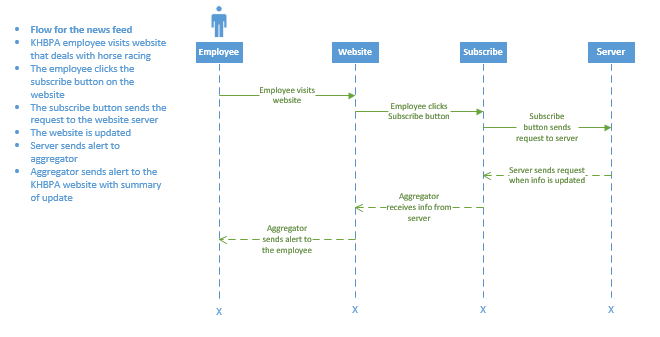 Flow for the news feed
KHBPA employee visits website
that deals with horse racing
The employee clicks the
subscribe button on the
website
The subscribe button sends the
request to the website server
The website is updated
Server sends alert to
aggregator
Aggregator sends alert to the
KHBPA website with summary
of update
Employee
Website
Subscribe
Server
Employee visits
website
Employee clicks
Subscribe button
Subscribe
button sends
request to server
Server sends request
when info is updated
Aggregator
receives info from
server
Aggregator
sends alert to
the employee
X
X
X
X